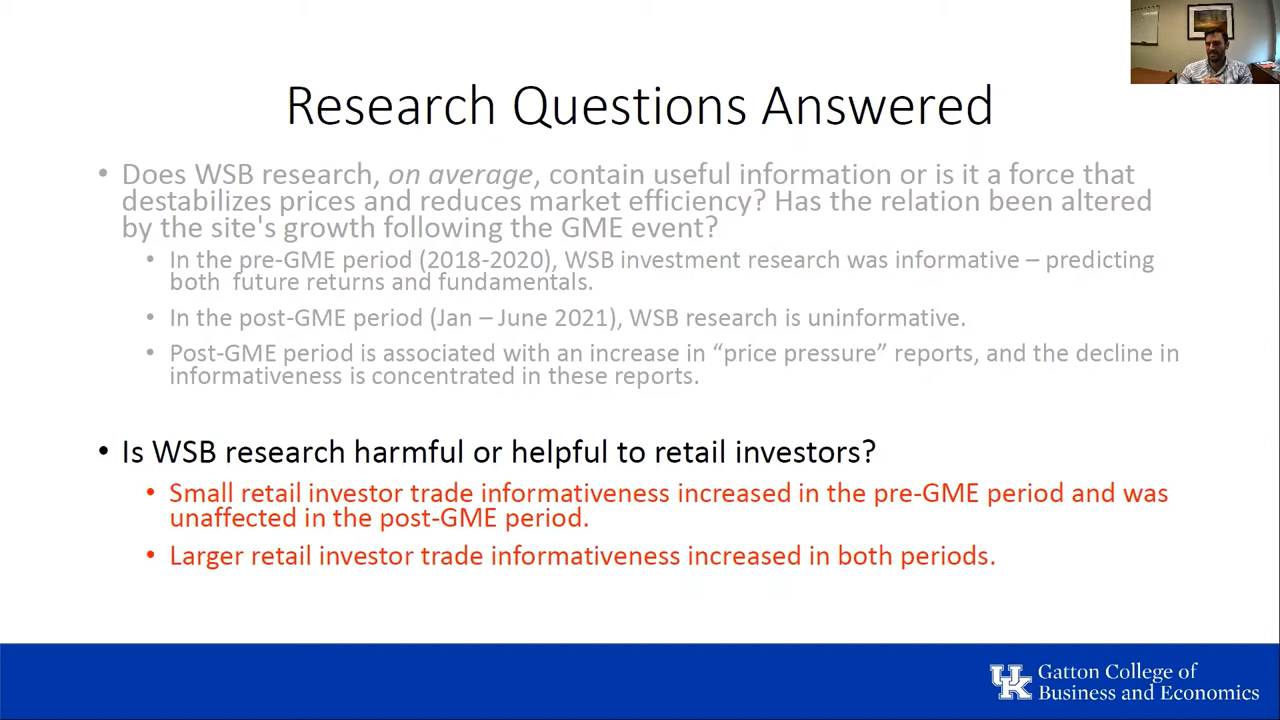 Research Questions Answered
• Does WSB research, on average, contain useful information or is it a force that
destabilizes prices and reduces market efficiency? Has the relation been altered
by the site's growth following the GME event?
• In the pre-GME period (2018-2020), WSB investment research was informative – predicting
both future returns and fundamentals.
• In the post-GME period (Jan – June 2021), WSB research is uninformative.
• Post-GME period is associated with an increase in “price pressure” reports, and the decline in
informativeness is concentrated in these reports.
• Is WSB research harmful or helpful to retail investors?
• Small retail investor trade informativeness increased in the pre-GME period and was
unaffected in the post-GME period.
• Larger retail investor trade informativeness increased in both periods.
UK
Gatton College of
Business and Economics